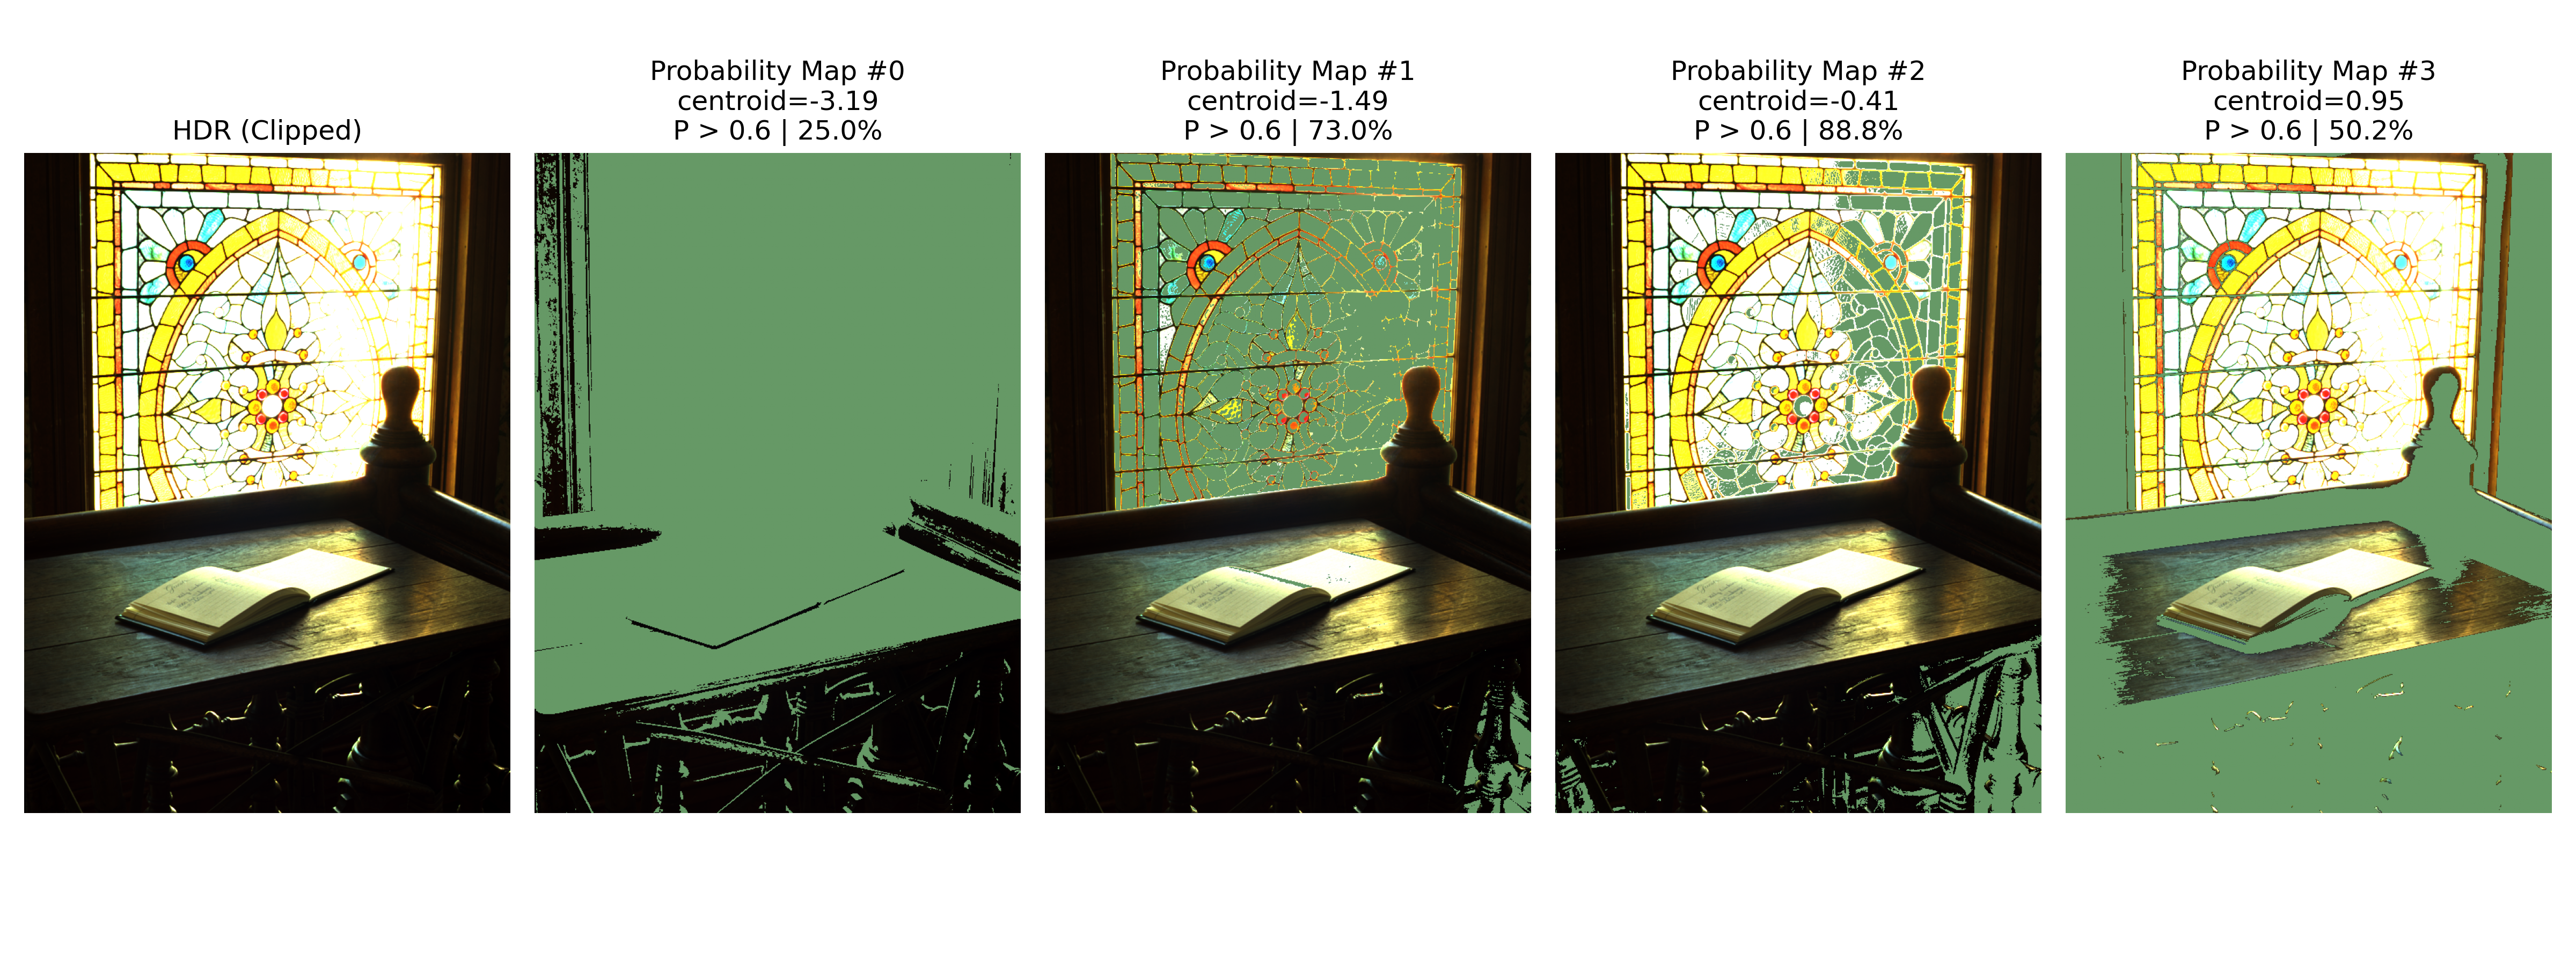 HDR (Clipped)
Probability Map #0
centroid=-3.19
P > 0.6 | 25.0%
Probability Map #1
centroid=-1.49
P > 0.6 | 73.0%
Probability Map #2
centroid=-0.41
P > 0.6 | 88.8%
Probability Map #3
centroid=0.95
P > 0.6 | 50.2%